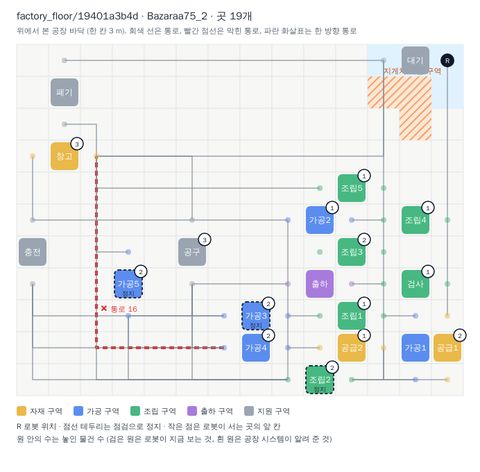 factory_floor/19401a3b4d · Bazaraa75_2 · 곳 19개
위에서 본 공장 바닥 (한 칸 3 m). 회색 선은 통로, 빨간 점선은 막힌 통로, 파란 화살표는 한 방향 통로
대기
R
지게차 구역
폐기
창고 3
조립5 1
가공2 1
조립4 1
충전
공구 3
조립3 2
가공5 2
정지
출하
검사 1
✖ 통로 16
가공3 2
정지
조립1 1
가공4 2
공급2 1
가공1
공급1 2
조립2 2
정지
자재 구역
가공 구역
조립 구역
출하 구역
지원 구역
R 로봇 위치 · 점선 테두리는 점검으로 정지 · 작은 점은 로봇이 서는 곳의 앞 칸
원 안의 수는 놓인 물건 수 (검은 원은 로봇이 지금 보는 것, 흰 원은 공장 시스템이 알려 준 것)